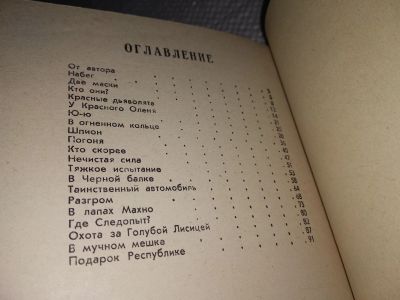 ОГЛАВЛЕНИЕ
От автора
Набег
Две маски
Кто они?
Красные дьяволята
У Красного Оленя
Ю-ю
В огненном кольце
Шпион
Погоня
Кто скорее
Нечистая сила
Тяжкое испытание
В Черной балке
Таинственный автомобиль
Разгром
В лапах Махно
Где Следопыт?
Охота за Голубой Лисицей
В мучном мешке
Подарок Республике